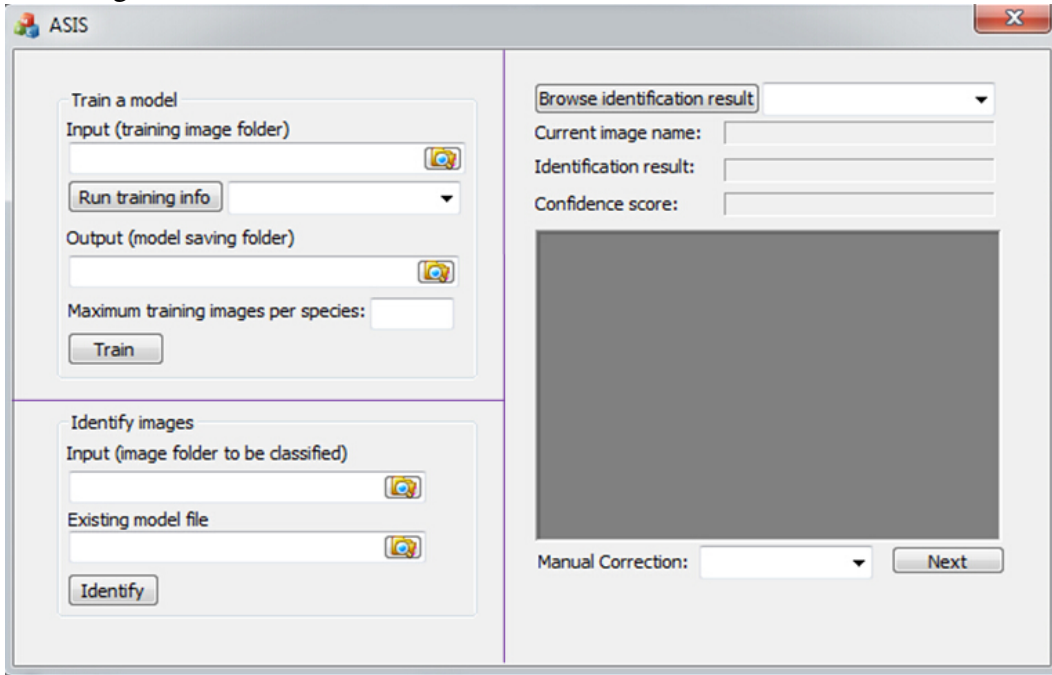 ASIS
Train a model
Input (training image folder)
Run training info
Output (model saving folder)
Maximum training images per species:
Train
Identify images
Input (image folder to be classified)
Existing model file
Identify
Browse identification result
Current image name:
Identification result:
Confidence score:
Manual Correction:
Next